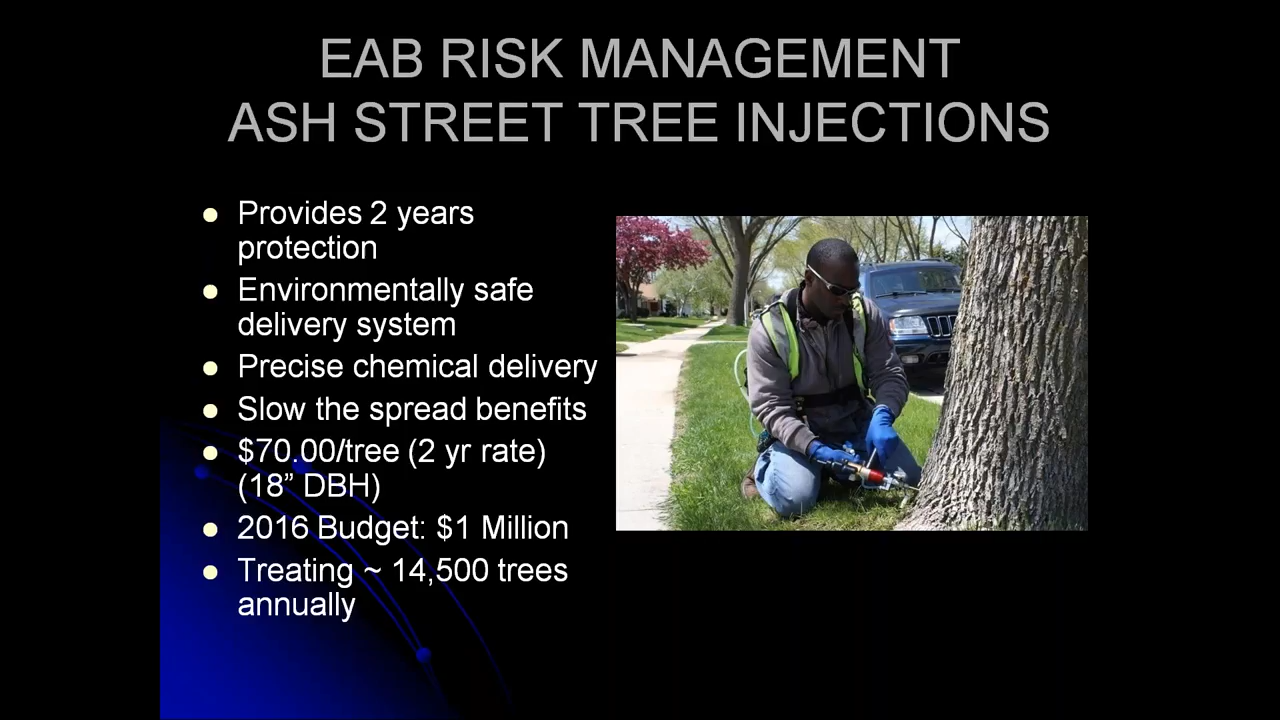 EAB RISK MANAGEMENT
ASH STREET TREE INJECTIONS
Provides 2 years
protection
Environmentally safe
delivery system
Precise chemical delivery
Slow the spread benefits
$70.00/tree (2 yr rate)
(18” DBH)
2016 Budget: $1 Million
Treating ~ 14,500 trees
annually